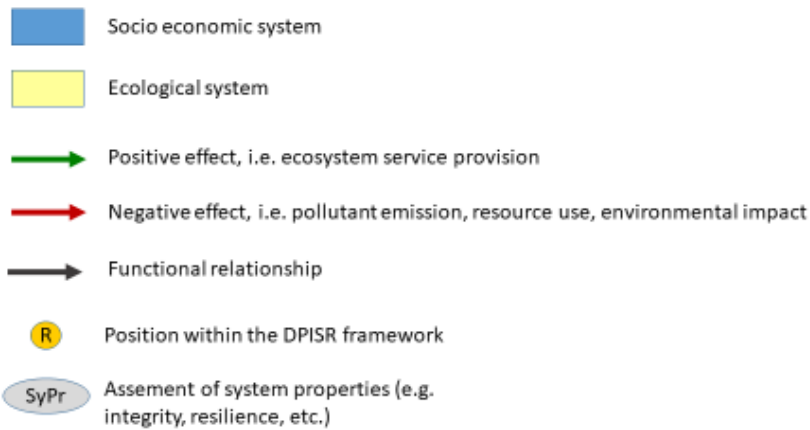 Socio economic system
Ecological system
Positive effect, i.e. ecosystem service provision
Negative effect, i.e. pollutant emission, resource use, environmental impact
Functional relationship
R Position within the DPISR framework
SyPr Assement of system properties (e.g.
integrity, resilience, etc.)